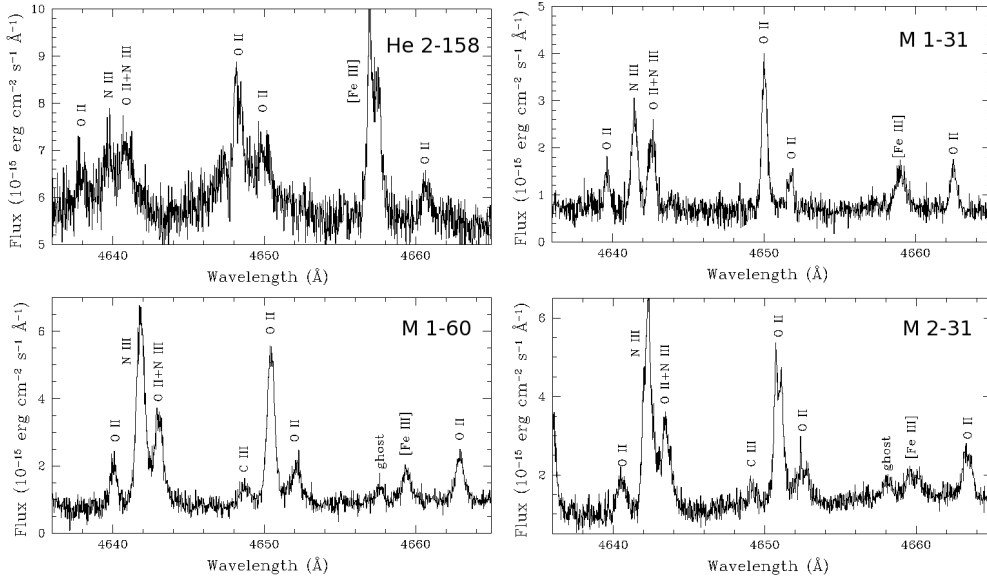 He 2-158
O II
N III
O II+N III
O II
O II
[Fe III]
O II
10
9
8
7
6
5
4640
4650
4660
Flux (10⁻¹⁵ erg cm⁻² s⁻¹ Å⁻¹)
Wavelength (Å)
M 1-31
O II
N III
O II+N III
O II
O II
[Fe III]
O II
5
4
3
2
1
0
4640
4650
4660
Flux (10⁻¹⁵ erg cm⁻² s⁻¹ Å⁻¹)
Wavelength (Å)
M 1-60
O II
N III
O II+N III
C III
O II
O II
ghost
[Fe III]
O II
6
4
2
0
4640
4650
4660
Flux (10⁻¹⁵ erg cm⁻² s⁻¹ Å⁻¹)
Wavelength (Å)
M 2-31
O II
N III
O II+N III
C III
O II
O II
ghost
[Fe III]
O II
6
4
2
0
4640
4650
4660
Flux (10⁻¹⁵ erg cm⁻² s⁻¹ Å⁻¹)
Wavelength (Å)